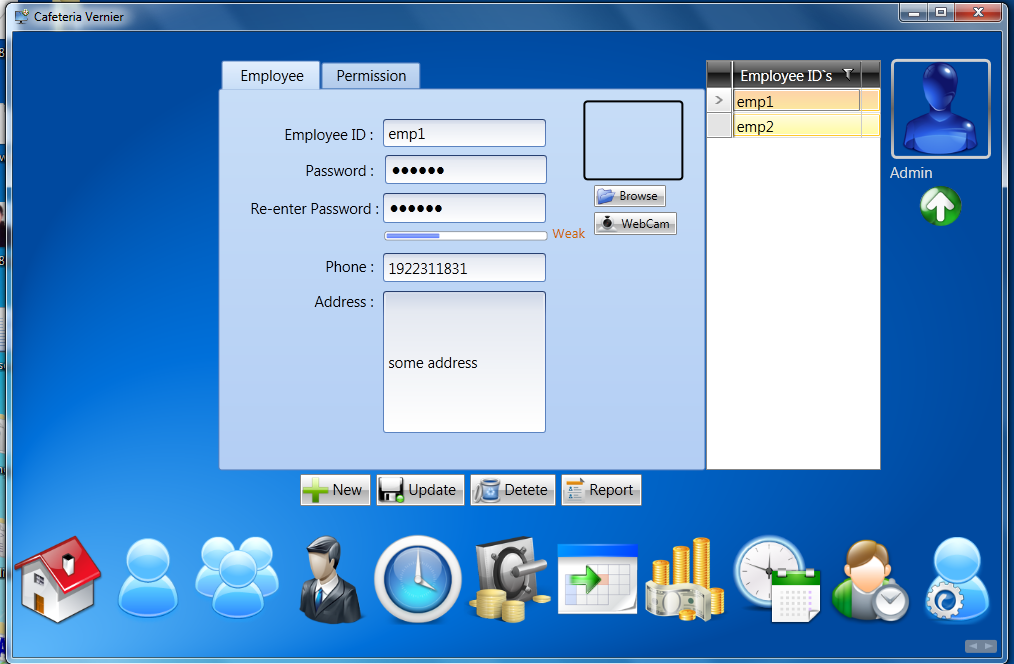 Cafeteria Vernier
Employee
Permission
Employee ID :
emp1
Password :
●●●●●●
Re-enter Password :
●●●●●●
Weak
Phone :
1922311831
Address :
some address
Browse
WebCam
Employee ID`s
emp1
emp2
Admin
New
Update
Detete
Report